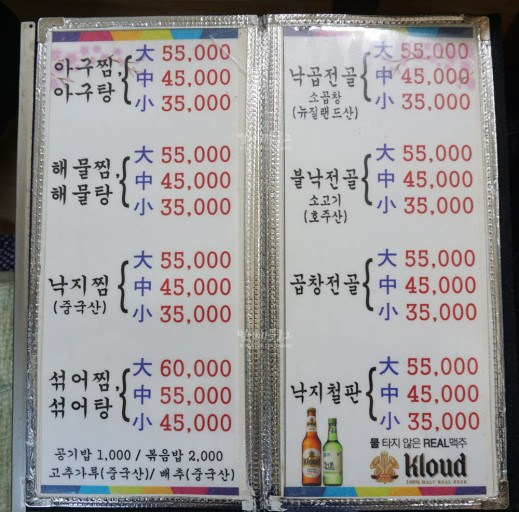 아구찜, 아구탕
大 55,000
中 45,000
小 35,000
해물찜, 해물탕
大 55,000
中 45,000
小 35,000
낙지찜
(중국산)
大 55,000
中 45,000
小 35,000
섞어찜, 섞어탕
大 60,000
中 55,000
小 45,000
공기밥 1,000 / 볶음밥 2,000
고추가루(중국산)/ 배추(중국산)
낙곱전골
소곱창
(뉴질랜드산)
大 55,000
中 45,000
小 35,000
불낙전골
소고기
(호주산)
大 55,000
中 45,000
小 35,000
곱창전골
大 55,000
中 45,000
小 35,000
낙지철판
大 55,000
中 45,000
小 35,000
물 타지 않은 REAL맥주
Kloud
100% MALT REAL BEER